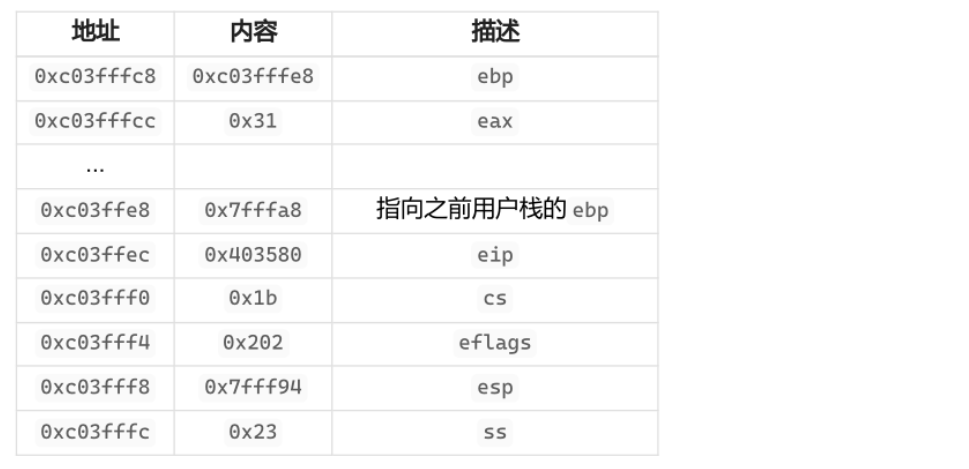 地址 内容 描述
0xc03fffc8 0xc03fffe8 ebp
0xc03fffcc 0x31 eax
...
0xc03ffe8 0x7fffa8 指向之前用户栈的 ebp
0xc03ffec 0x403580 eip
0xc03fff0 0x1b cs
0xc03fff4 0x202 eflags
0xc03fff8 0x7fff94 esp
0xc03fffc 0x23 ss